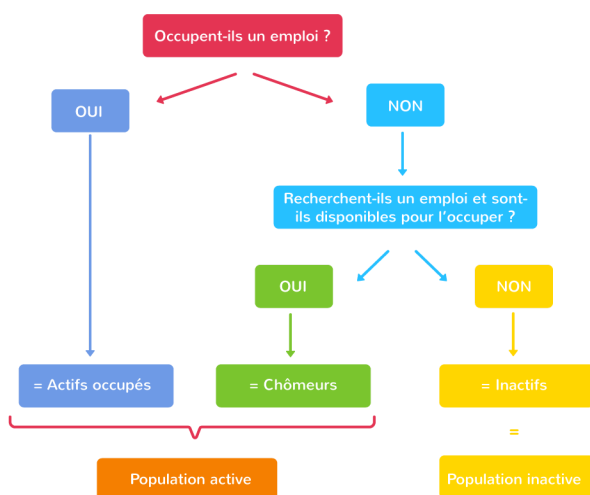 Occupent-ils un emploi ?
OUI
NON
Recherchent-ils un emploi et sont-
ils disponibles pour l'occuper ?
OUI
NON
= Actifs occupés
= Chômeurs
= Inactifs
=
Population active
Population inactive